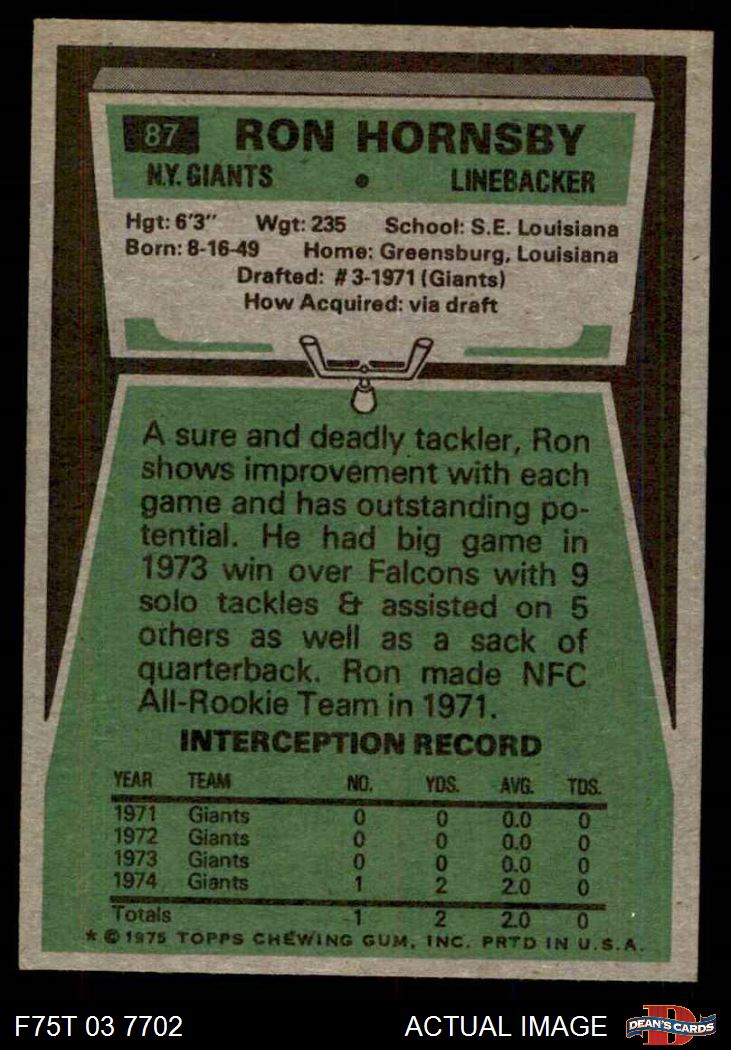 87 RON HORNSBY
N.Y. GIANTS • LINEBACKER
Hgt: 6'3" Wgt: 235 School: S.E. Louisiana
Born: 8-16-49 Home: Greensburg, Louisiana
Drafted: #3-1971 (Giants)
How Acquired: via draft
A sure and deadly tackler, Ron
shows improvement with each
game and has outstanding po-
tential. He had big game in
1973 win over Falcons with 9
solo tackles & assisted on 5
others as well as a sack of
quarterback. Ron made NFC
All-Rookie Team in 1971.
INTERCEPTION RECORD
YEAR TEAM NO. YDS. AVG. TDS.
1971 Giants 0 0 0.0 0
1972 Giants 0 0 0.0 0
1973 Giants 0 0 0.0 0
1974 Giants 1 2 2.0 0
Totals 1 2 2.0 0
* © 1975 TOPPS CHEWING GUM, INC. PRTD IN U.S.A.
F75T 03 7702 ACTUAL IMAGE DEAN'S CARDS